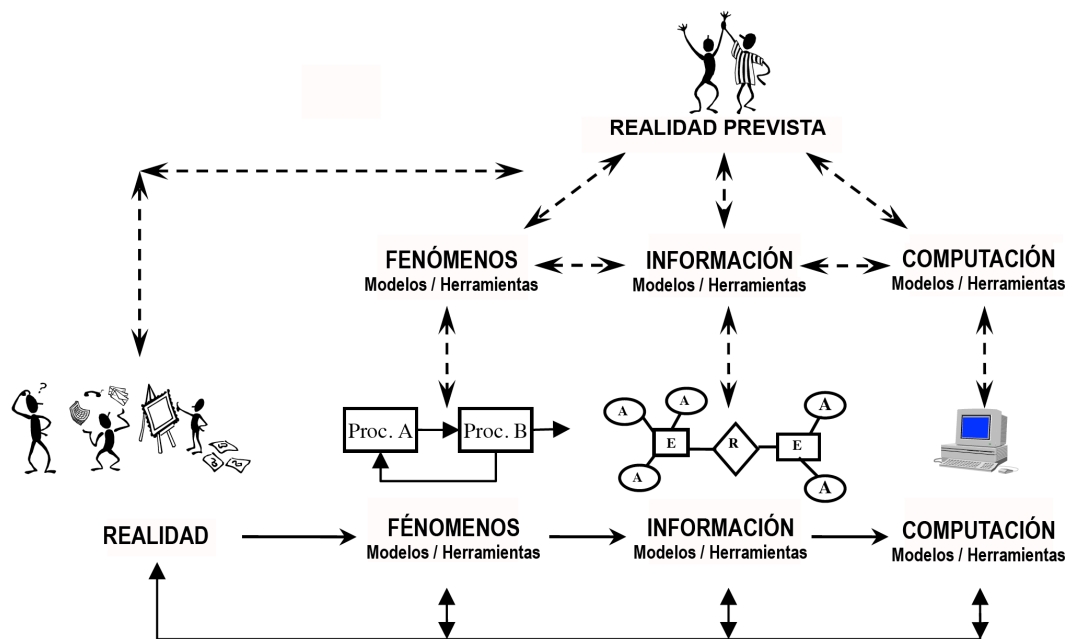 REALIDAD PREVISTA
FENÓMENOS
Modelos / Herramientas
INFORMACIÓN
Modelos / Herramientas
COMPUTACIÓN
Modelos / Herramientas
?
Proc. A
Proc. B
A
A
A
E
R
E
A
A
REALIDAD
FÉNOMENOS
Modelos / Herramientas
INFORMACIÓN
Modelos / Herramientas
COMPUTACIÓN
Modelos / Herramientas